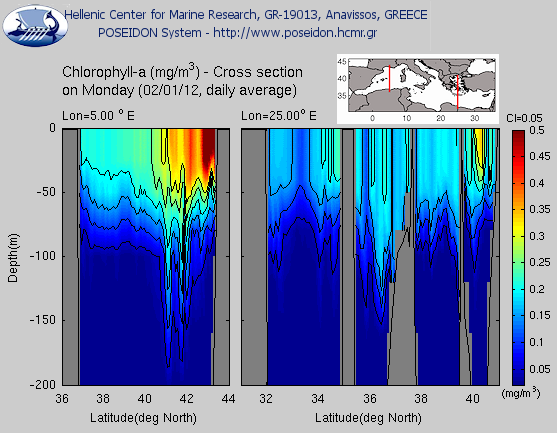 Hellenic Center for Marine Research, GR-19013, Anavissos, GREECE
POSEIDON System - http://www.poseidon.hcmr.gr
Chlorophyll-a (mg/m³) - Cross section
on Monday (02/01/12, daily average)
45
40
35
0 10 20 30
Lon=5.00 ° E
Lon=25.00° E
CI=0.05
0
-50
-100
-150
-200
Depth(m)
36 38 40 42 44
Latitude(deg North)
32 34 36 38 40
Latitude(deg North)
0.5
0.45
0.4
0.35
0.3
0.25
0.2
0.15
0.1
0.05
(mg/m³)